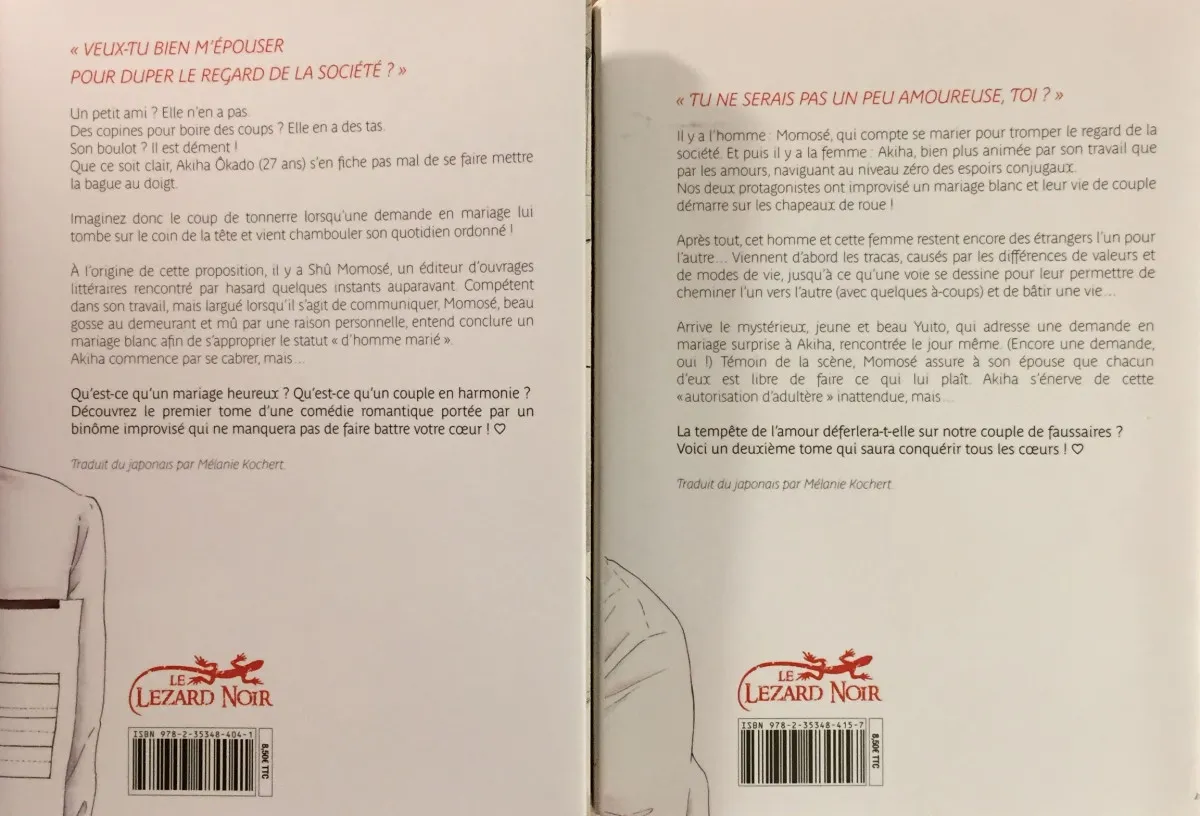 « VEUX-TU BIEN M'ÉPOUSER
POUR DUPER LE REGARD DE LA SOCIÉTÉ ? »
Un petit ami ? Elle n'en a pas.
Des copines pour boire des coups ? Elle en a des tas.
Son boulot ? Il est dément !
Que ce soit clair, Akiha Ôkado (27 ans) s'en fiche pas mal de se faire mettre
la bague au doigt.
Imaginez donc le coup de tonnerre lorsqu'une demande en mariage lui
tombe sur le coin de la tête et vient chambouler son quotidien ordonné !
À l'origine de cette proposition, il y a Shû Momosé, un éditeur d'ouvrages
littéraires rencontré par hasard quelques instants auparavant. Compétent
dans son travail, mais largué lorsqu'il s'agit de communiquer, Momosé, beau
gosse au demeurant et mû par une raison personnelle, entend conclure un
mariage blanc afin de s'approprier le statut « d'homme marié ».
Akiha commence par se cabrer, mais...
Qu'est-ce qu'un mariage heureux ? Qu'est-ce qu'un couple en harmonie ?
Découvrez le premier tome d'une comédie romantique portée par un
binôme improvisé qui ne manquera pas de faire battre votre cœur ! ♡
Traduit du japonais par Mélanie Kochert.
LE
LEZARD NOIR
ISBN 978-2-35348-404-1
8,50€ TTC
« TU NE SERAIS PAS UN PEU AMOUREUSE, TOI ? »
Il y a l'homme : Momosé, qui compte se marier pour tromper le regard de la
société. Et puis il y a la femme : Akiha, bien plus animée par son travail que
par les amours, naviguant au niveau zéro des espoirs conjugaux.
Nos deux protagonistes ont improvisé un mariage blanc et leur vie de couple
démarre sur les chapeaux de roue !
Après tout, cet homme et cette femme restent encore des étrangers l'un pour
l'autre... Viennent d'abord les tracas, causés par les différences de valeurs et
de modes de vie, jusqu'à ce qu'une voie se dessine pour leur permettre de
cheminer l'un vers l'autre (avec quelques à-coups) et de bâtir une vie...
Arrive le mystérieux, jeune et beau Yuito, qui adresse une demande en
mariage surprise à Akiha, rencontrée le jour même. (Encore une demande,
oui !) Témoin de la scène, Momosé assure à son épouse que chacun
d'eux est libre de faire ce qui lui plaît. Akiha s'énerve de cette
«autorisation d'adultère » inattendue, mais...
La tempête de l'amour déferlera-t-elle sur notre couple de faussaires ?
Voici un deuxième tome qui saura conquérir tous les cœurs ! ♡
Traduit du japonais par Mélanie Kochert.
LE
LEZARD NOIR
ISBN 978-2-35348-415-7
8,50€ TTC